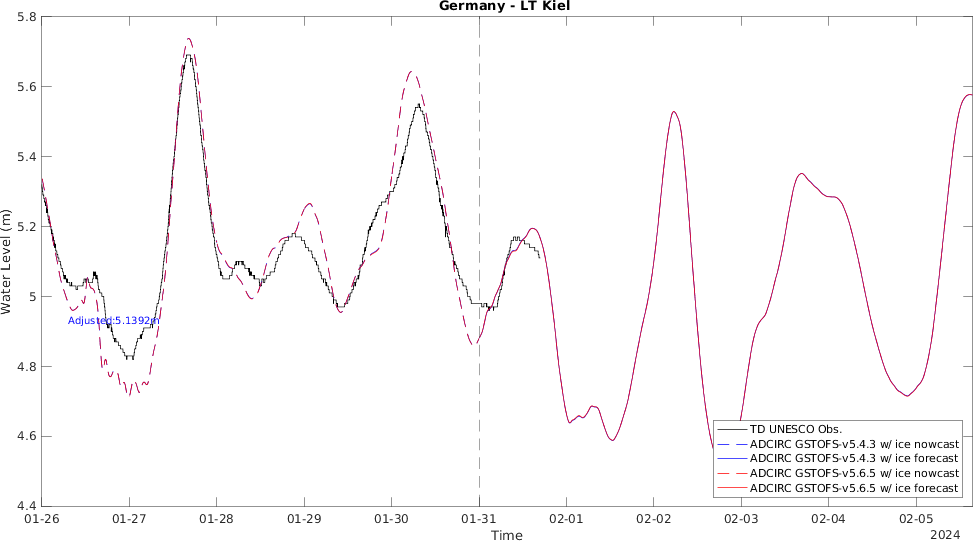 Germany - LT Kiel
5.8
5.6
5.4
5.2
5
4.8
4.6
4.4
Water Level (m)
Adjusted:5.1392m
TD UNESCO Obs.
ADCIRC GSTOFS-v5.4.3 w/ ice nowcast
ADCIRC GSTOFS-v5.4.3 w/ ice forecast
ADCIRC GSTOFS-v5.6.5 w/ ice nowcast
ADCIRC GSTOFS-v5.6.5 w/ ice forecast
01-26 01-27 01-28 01-29 01-30 01-31 02-01 02-02 02-03 02-04 02-05
Time
2024